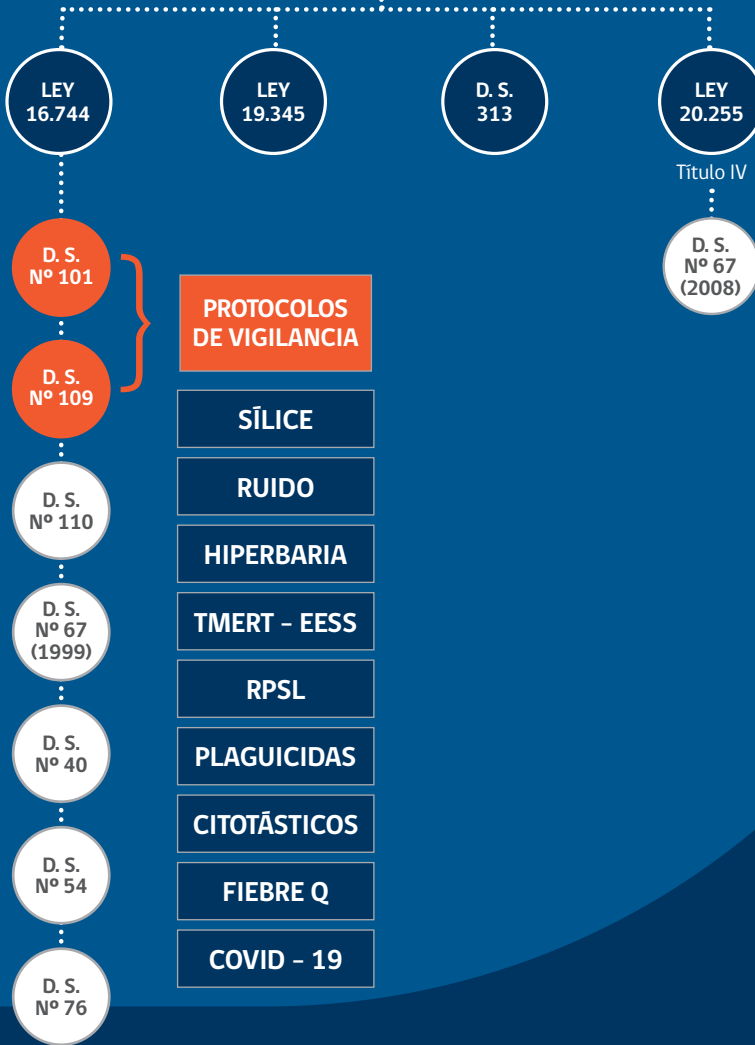 LEY
16.744
LEY
19.345
D. S.
313
LEY
20.255
Título IV
D. S.
Nº 67
(2008)
D. S.
Nº 101
D. S.
Nº 109
D. S.
Nº 110
D. S.
Nº 67
(1999)
D. S.
Nº 40
D. S.
Nº 54
D. S.
Nº 76
PROTOCOLOS
DE VIGILANCIA
SÍLICE
RUIDO
HIPERBARIA
TMERT – EESS
RPSL
PLAGUICIDAS
CITOTÁSTICOS
FIEBRE Q
COVID – 19